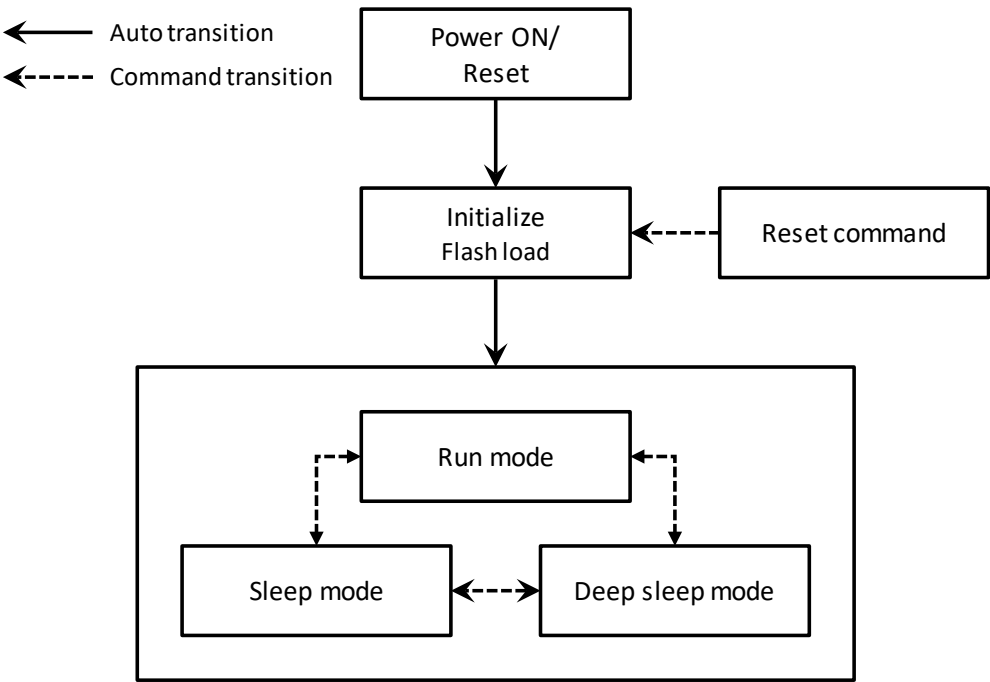 Auto transition
Command transition
Power ON/
Reset
Initialize
Flash load
Reset command
Run mode
Sleep mode
Deep sleep mode